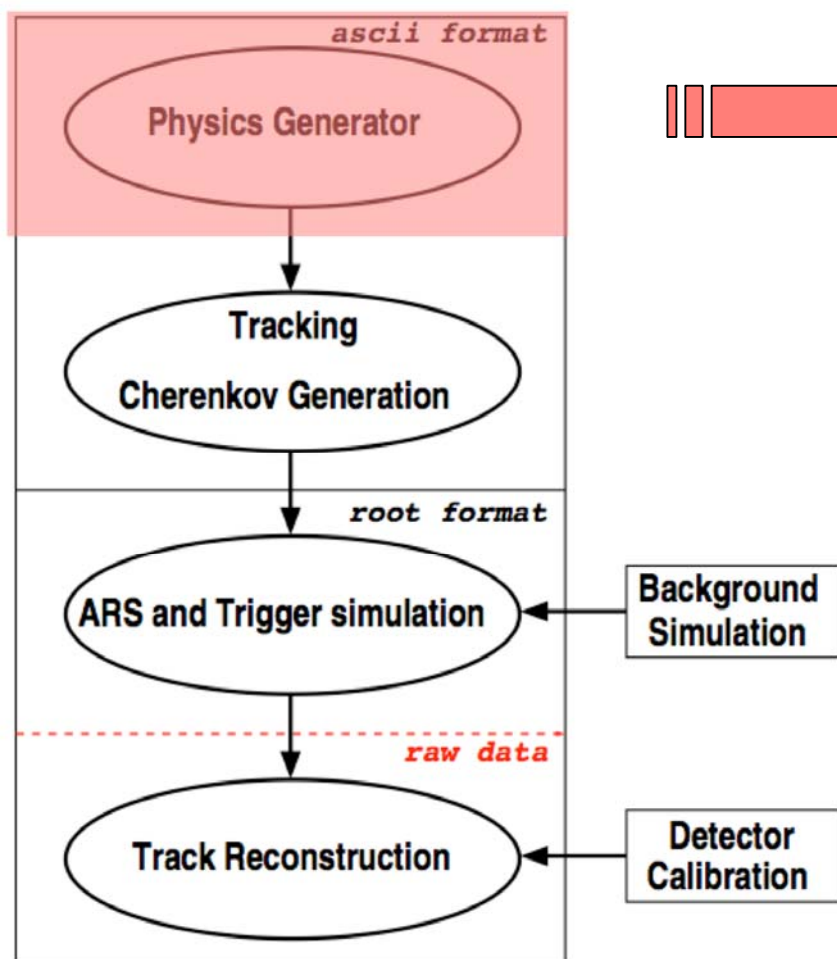 ascii format
Physics Generator
Tracking
Cherenkov Generation
root format
ARS and Trigger simulation
Background
Simulation
raw data
Track Reconstruction
Detector
Calibration